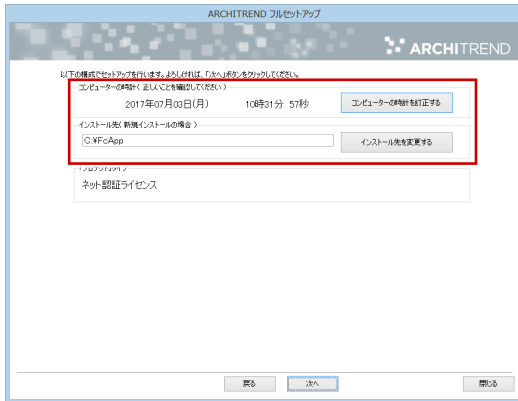 ARCHITREND フルセットアップ
ARCHITREND
以下の構成でセットアップを行います。よろしければ、「次へ」ボタンをクリックしてください。
コンピューターの時計( 正しいことを確認してください )
2017年07月03日(月) 10時31分 57秒 コンピューターの時計を訂正する
インストール先( 新規インストールの場合 )
C:¥FcApp インストール先を変更する
プロテクトタイプ
ネット認証ライセンス
戻る 次へ 閉じる